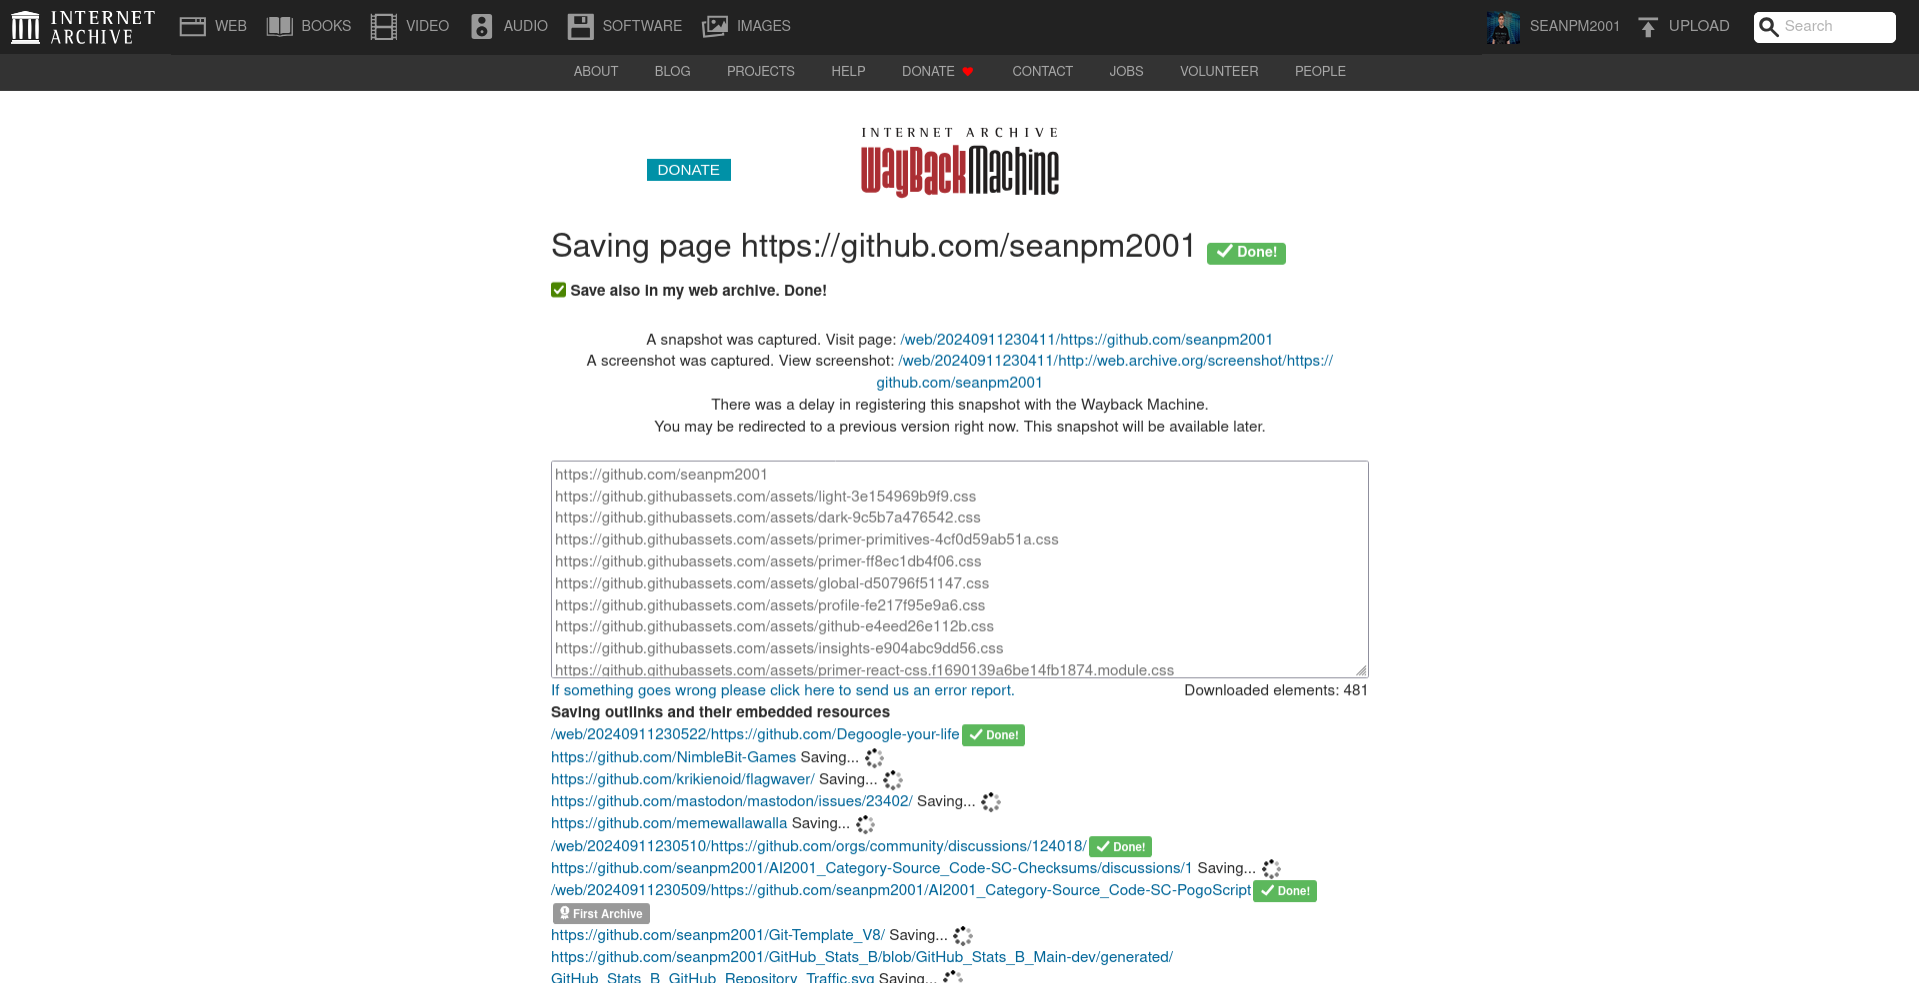 INTERNET ARCHIVE
WEB
BOOKS
VIDEO
AUDIO
SOFTWARE
IMAGES
SEANPM2001
UPLOAD
Search
ABOUT
BLOG
PROJECTS
HELP
DONATE
CONTACT
JOBS
VOLUNTEER
PEOPLE
DONATE
INTERNET ARCHIVE
WayBackMachine
Saving page https://github.com/seanpm2001 Done!
Save also in my web archive. Done!
A snapshot was captured. Visit page: /web/20240911230411/https://github.com/seanpm2001
A screenshot was captured. View screenshot: /web/20240911230411/http://web.archive.org/screenshot/https://
github.com/seanpm2001
There was a delay in registering this snapshot with the Wayback Machine.
You may be redirected to a previous version right now. This snapshot will be available later.
https://github.com/seanpm2001
https://github.githubassets.com/assets/light-3e154969b9f9.css
https://github.githubassets.com/assets/dark-9c5b7a476542.css
https://github.githubassets.com/assets/primer-primitives-4cf0d59ab51a.css
https://github.githubassets.com/assets/primer-ff8ec1db4f06.css
https://github.githubassets.com/assets/global-d50796f51147.css
https://github.githubassets.com/assets/profile-fe217f95e9a6.css
https://github.githubassets.com/assets/github-e4eed26e112b.css
https://github.githubassets.com/assets/insights-e904abc9dd56.css
https://github.githubassets.com/assets/primer-react-css.f1690139a6be14fb1874.module.css
If something goes wrong please click here to send us an error report.
Downloaded elements: 481
Saving outlinks and their embedded resources
/web/20240911230522/https://github.com/Degoogle-your-life Done!
https://github.com/NimbleBit-Games Saving...
https://github.com/krikienoid/flagwaver/ Saving...
https://github.com/mastodon/mastodon/issues/23402/ Saving...
https://github.com/memewallawalla Saving...
/web/20240911230510/https://github.com/orgs/community/discussions/124018/ Done!
https://github.com/seanpm2001/AI2001_Category-Source_Code-SC-Checksums/discussions/1 Saving...
/web/20240911230509/https://github.com/seanpm2001/AI2001_Category-Source_Code-SC-PogoScript Done!
First Archive
https://github.com/seanpm2001/Git-Template_V8/ Saving...
https://github.com/seanpm2001/GitHub_Stats_B/blob/GitHub_Stats_B_Main-dev/generated/
GitHub_Stats_B_GitHub_Repository_Traffic.svg Saving...